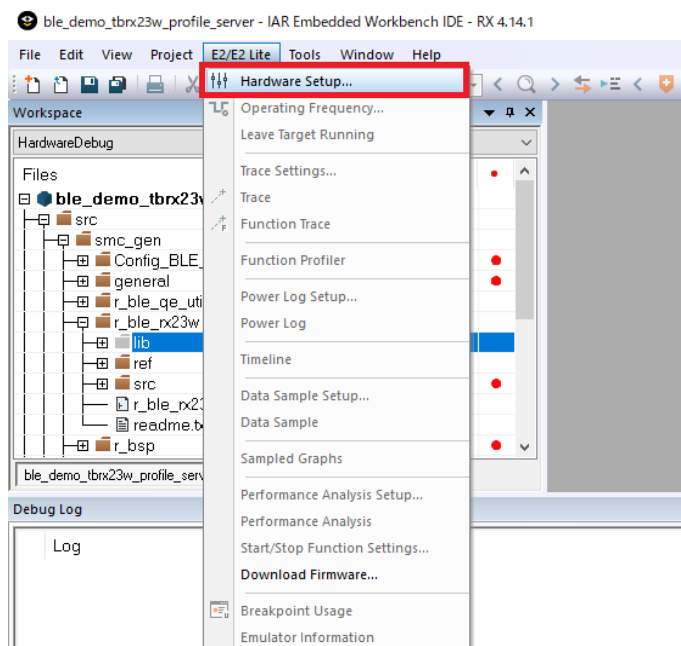 ble_demo_tbrx23w_profile_server - IAR Embedded Workbench IDE - RX 4.14.1
File Edit View Project E2/E2 Lite Tools Window Help
Workspace
HardwareDebug
Files
ble_demo_tbrx23
src
smc_gen
Config_BLE_
general
r_ble_qe_uti
r_ble_rx23w
lib
ref
src
r_ble_rx23
readme.t
r_bsp
ble_demo_tbrx23w_profile_serv
Hardware Setup...
Operating Frequency...
Leave Target Running
Trace Settings...
Trace
Function Trace
Function Profiler
Power Log Setup...
Power Log
Timeline
Data Sample Setup...
Data Sample
Sampled Graphs
Performance Analysis Setup...
Performance Analysis
Start/Stop Function Settings...
Download Firmware...
Breakpoint Usage
Emulator Information
Debug Log
Log